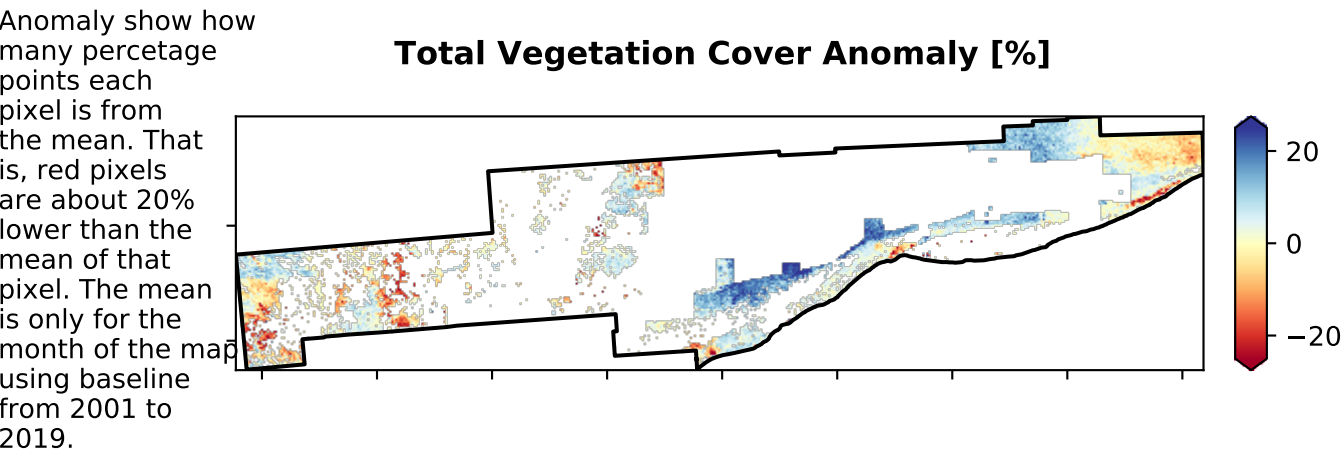 Anomaly show how
many percetage
points each
pixel is from
the mean. That
is, red pixels
are about 20%
lower than the
mean of that
pixel. The mean
is only for the
month of the map
using baseline
from 2001 to
2019.
Total Vegetation Cover Anomaly [%]
20
0
−20